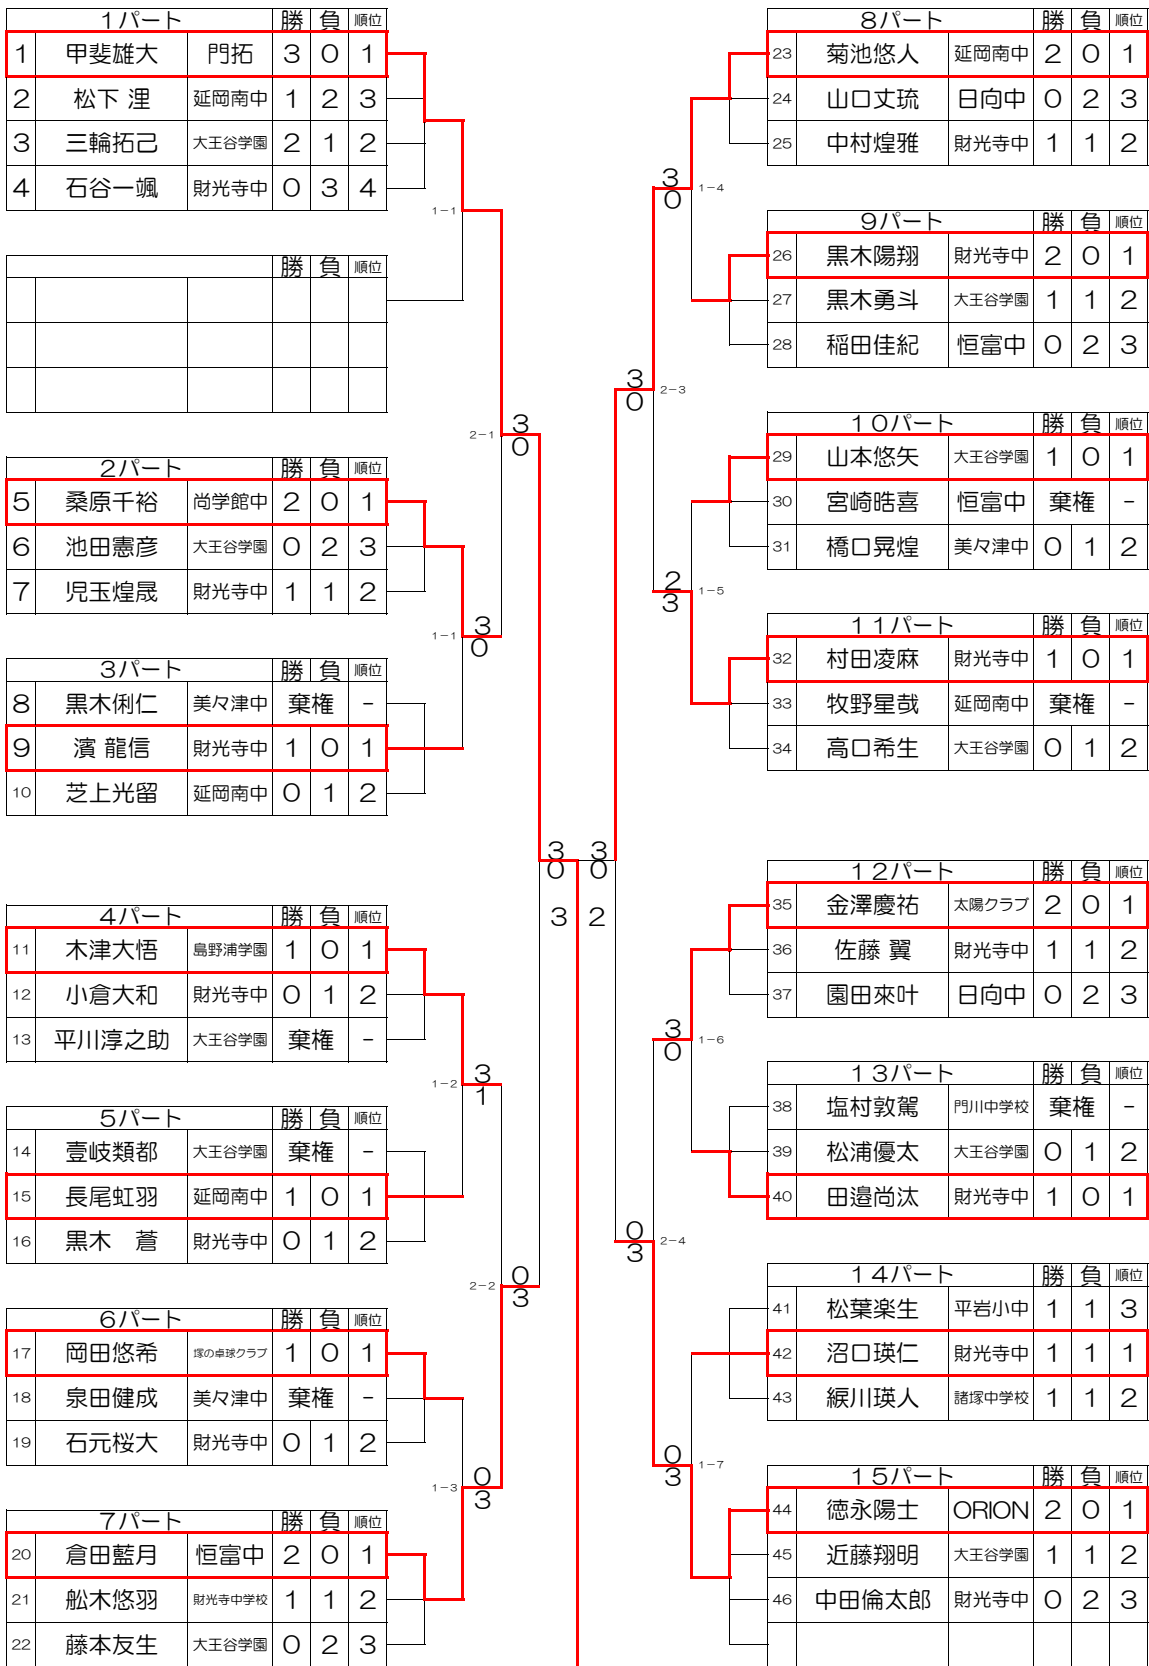 1パート 勝 負 順位
1 甲斐雄大 門拓 3 0 1
2 松下 浬 延岡南中 1 2 3
3 三輪拓己 大王谷学園 2 1 2
4 石谷一颯 財光寺中 0 3 4
1-1
勝 負 順位
2-1
3
0
2パート 勝 負 順位
5 桑原千裕 尚学館中 2 0 1
6 池田憲彦 大王谷学園 0 2 3
7 児玉煌晟 財光寺中 1 1 2
1-1
3
0
3パート 勝 負 順位
8 黒木俐仁 美々津中 棄権 -
9 濱 龍信 財光寺中 1 0 1
10 芝上光留 延岡南中 0 1 2
3
0
3
4パート 勝 負 順位
11 木津大悟 島野浦学園 1 0 1
12 小倉大和 財光寺中 0 1 2
13 平川淳之助 大王谷学園 棄権 -
1-2
3
1
5パート 勝 負 順位
14 壹岐類都 大王谷学園 棄権 -
15 長尾虹羽 延岡南中 1 0 1
16 黒木 蒼 財光寺中 0 1 2
2-2
0
3
6パート 勝 負 順位
17 岡田悠希 塚の卓球クラブ 1 0 1
18 泉田健成 美々津中 棄権 -
19 石元桜大 財光寺中 0 1 2
1-3
0
3
7パート 勝 負 順位
20 倉田藍月 恒富中 2 0 1
21 舩木悠羽 財光寺中学校 1 1 2
22 藤本友生 大王谷学園 0 2 3
8パート 勝 負 順位
23 菊池悠人 延岡南中 2 0 1
24 山口丈琉 日向中 0 2 3
25 中村煌雅 財光寺中 1 1 2
3
0
1-4
9パート 勝 負 順位
26 黒木陽翔 財光寺中 2 0 1
27 黒木勇斗 大王谷学園 1 1 2
28 稲田佳紀 恒富中 0 2 3
3
0
2-3
10パート 勝 負 順位
29 山本悠矢 大王谷学園 1 0 1
30 宮崎晧喜 恒富中 棄権 -
31 橋口晃煌 美々津中 0 1 2
2
3
1-5
11パート 勝 負 順位
32 村田凌麻 財光寺中 1 0 1
33 牧野星哉 延岡南中 棄権 -
34 高口希生 大王谷学園 0 1 2
3
0
3
0
2
12パート 勝 負 順位
35 金澤慶祐 太陽クラブ 2 0 1
36 佐藤 翼 財光寺中 1 1 2
37 園田來叶 日向中 0 2 3
3
0
1-6
13パート 勝 負 順位
38 塩村敦駕 門川中学校 棄権 -
39 松浦優太 大王谷学園 0 1 2
40 田邉尚汰 財光寺中 1 0 1
0
3
2-4
14パート 勝 負 順位
41 松葉楽生 平岩小中 1 1 3
42 沼口瑛仁 財光寺中 1 1 1
43 綟川瑛人 諸塚中学校 1 1 2
0
3
1-7
15パート 勝 負 順位
44 徳永陽士 ORION 2 0 1
45 近藤翔明 大王谷学園 1 1 2
46 中田倫太郎 財光寺中 0 2 3